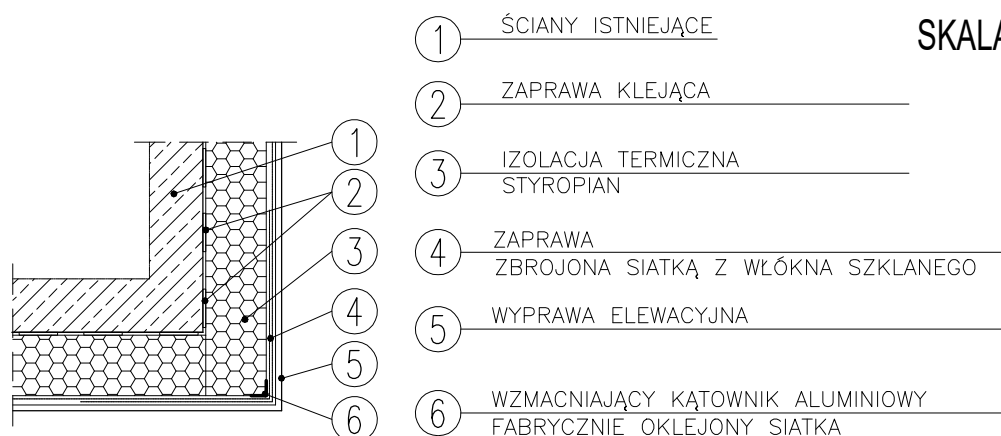 1 ŚCIANY ISTNIEJĄCE
SKALA
2 ZAPRAWA KLEJĄCA
3 IZOLACJA TERMICZNA
STYROPIAN
4 ZAPRAWA
ZBROJONA SIATKĄ Z WŁÓKNA SZKLANEGO
5 WYPRAWA ELEWACYJNA
6 WZMACNIAJĄCY KĄTOWNIK ALUMINIOWY
FABRYCZNIE OKLEJONY SIATKA
1
2
3
4
5
6